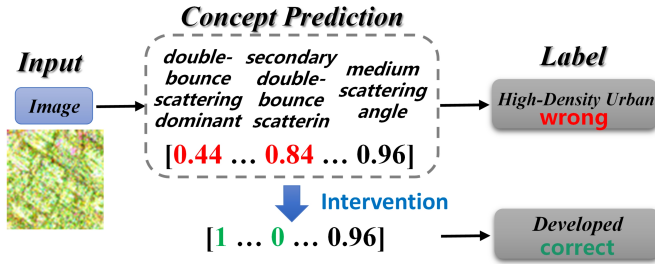 Concept Prediction
Input
Label
Image
double-
bounce
scattering
dominant
secondary
double-
bounce
scatterin
medium
scattering
angle
[0.44 ... 0.84 ... 0.96]
High-Density Urban
wrong
Intervention
[1 ... 0 ... 0.96]
Developed
correct